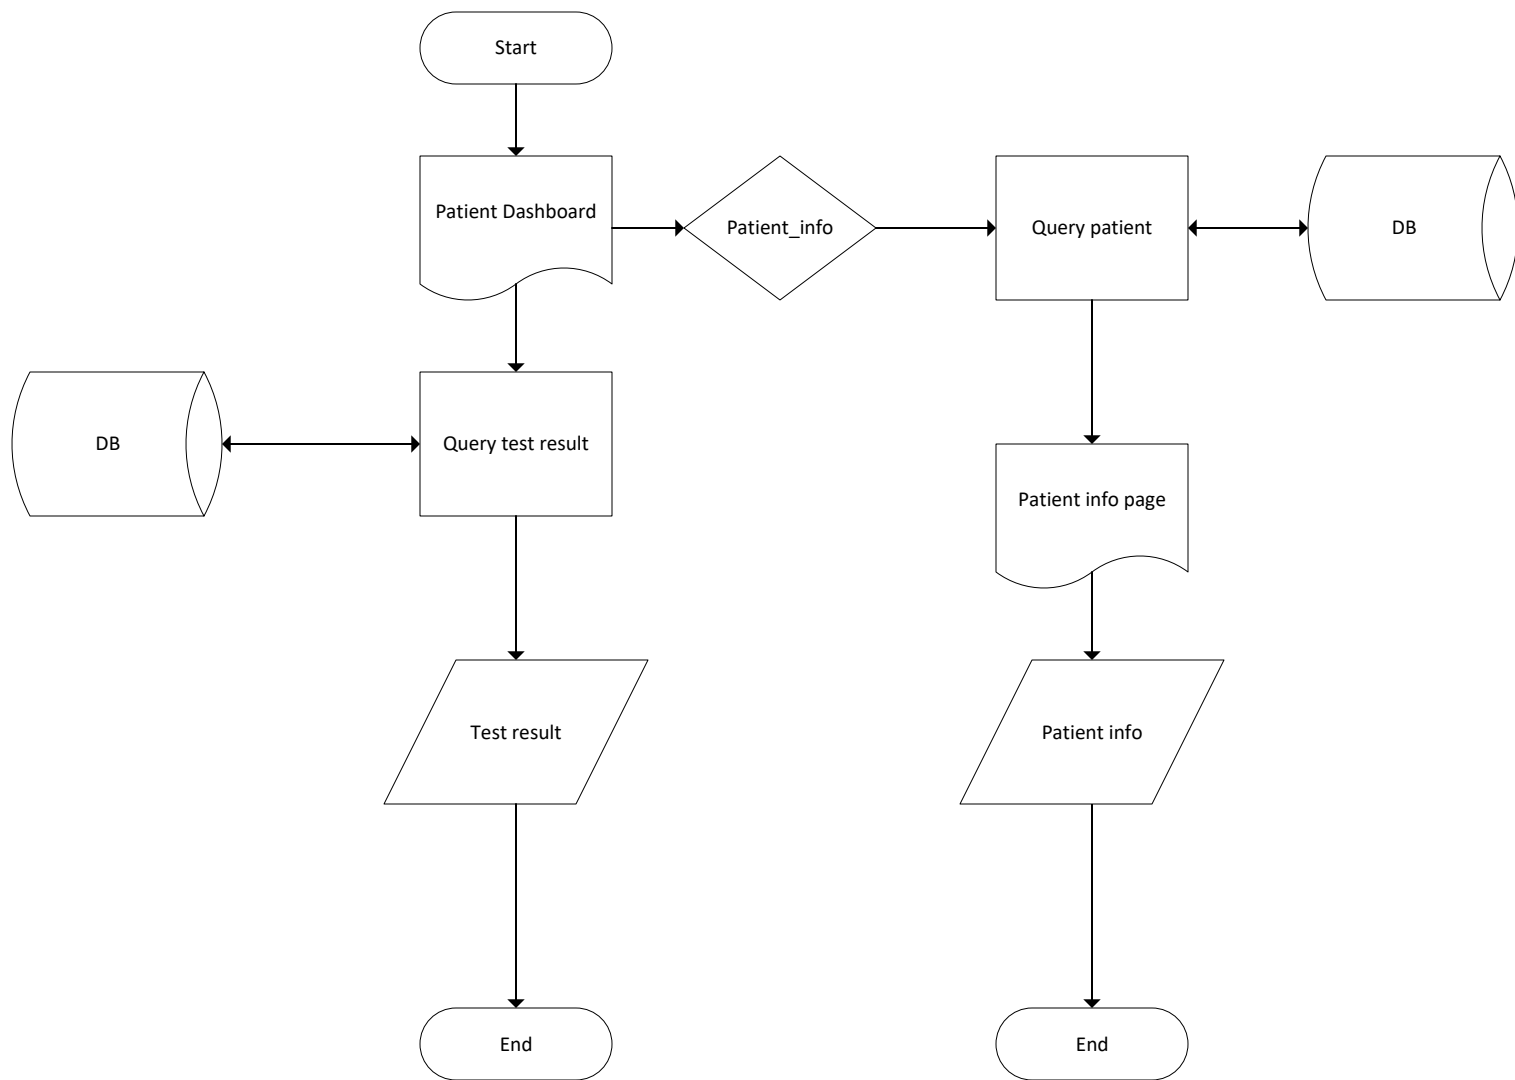 Start
Patient Dashboard
Patient_info
Query patient
DB
DB
Query test result
Patient info page
Test result
Patient info
End
End